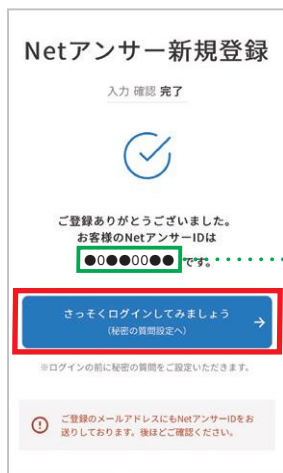 Netアンサー新規登録
入力 確認 完了
ご登録ありがとうございました。
お客様のNetアンサーIDは
●0●●00●● です。
さっそくログインしてみましょう
(秘密の質問設定へ)
※ログインの前に秘密の質問をご設定いただきます。
ご登録のメールアドレスにもNetアンサーIDをお
送りしております。後ほどご確認ください。